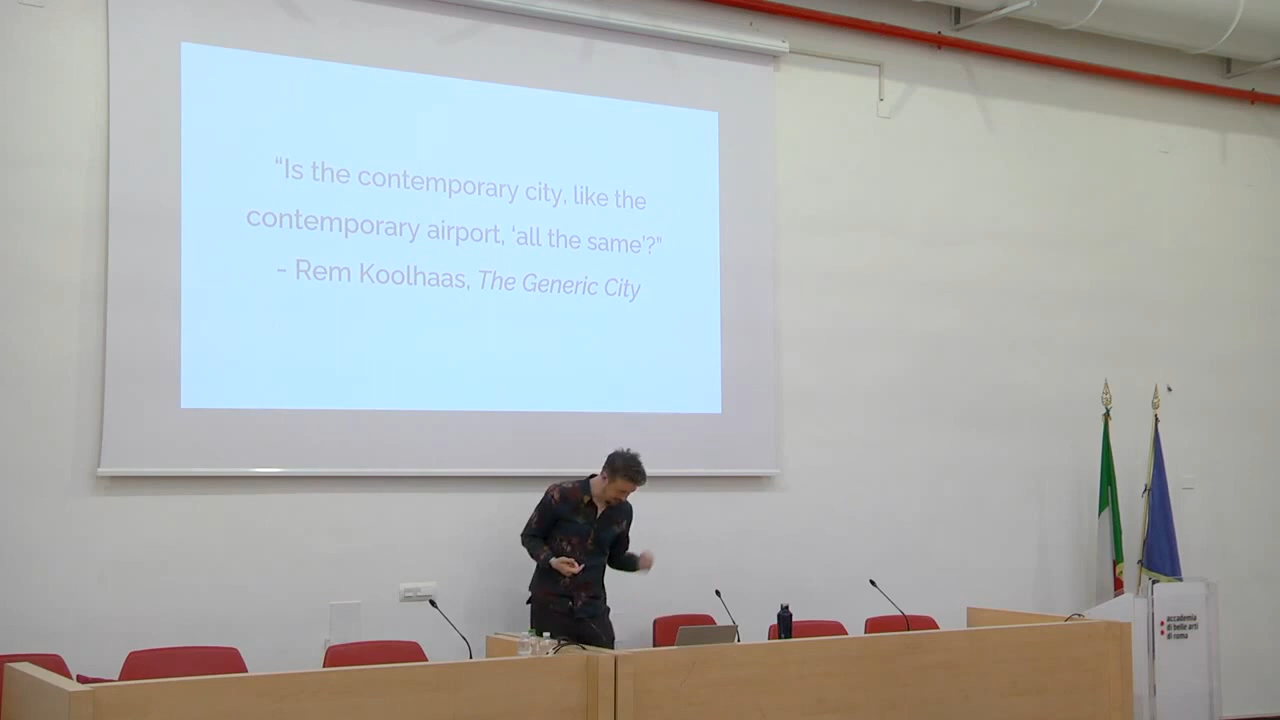 “Is the contemporary city, like the
contemporary airport, ‘all the same’?"
- Rem Koolhaas, The Generic City
accademia
di belle arti
di roma